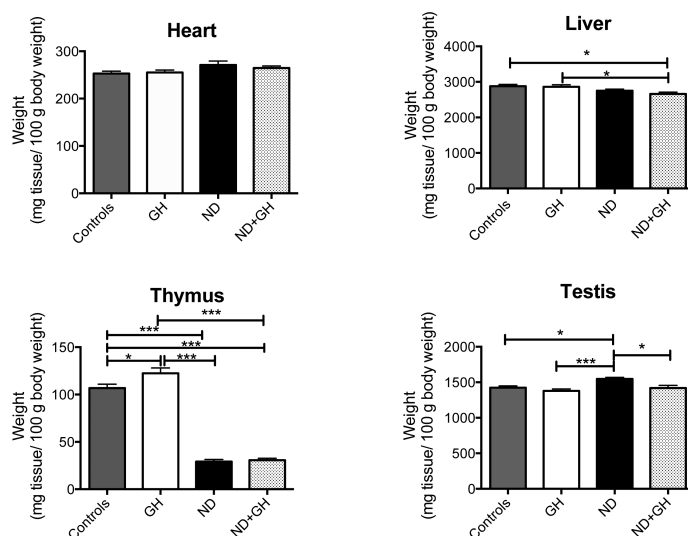 Heart
Weight
(mg tissue/ 100 g body weight)
300
200
100
0
Controls
GH
ND
ND+GH
Liver
Weight
(mg tissue/ 100 g body weight)
4000
3000
2000
1000
0
*
*
Controls
GH
ND
ND+GH
Thymus
Weight
(mg tissue/ 100 g body weight)
150
100
50
0
***
***
***
*
***
Controls
GH
ND
ND+GH
Testis
Weight
(mg tissue/ 100 g body weight)
2000
1500
1000
500
0
*
***
*
Controls
GH
ND
ND+GH